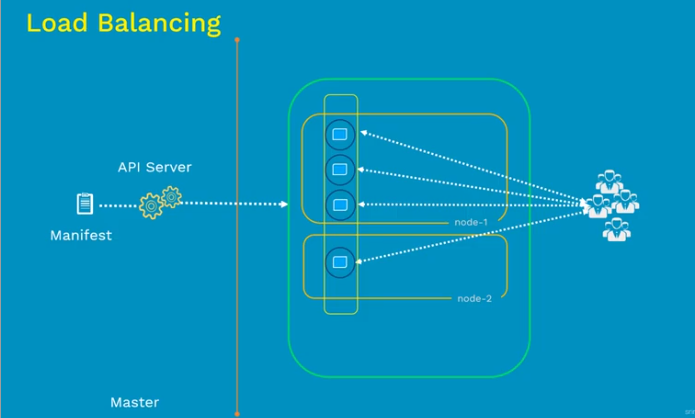 Load Balancing
API Server
Manifest
node-1
node-2
Master